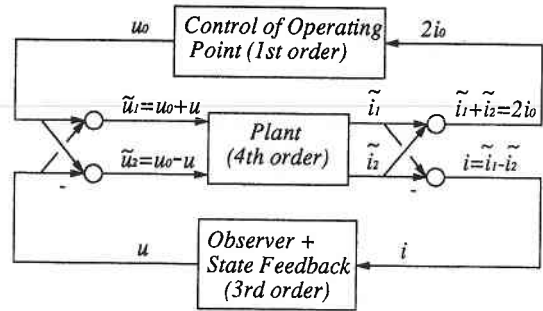 u₀
Control of Operating
Point (1st order)
2i₀
ũ₁=u₀+u
ũ₂=u₀-u
Plant
(4th order)
ĩ₁
ĩ₂
ĩ₁+ĩ₂=2i₀
i=ĩ₁-ĩ₂
-
-
u
Observer +
State Feedback
(3rd order)
i